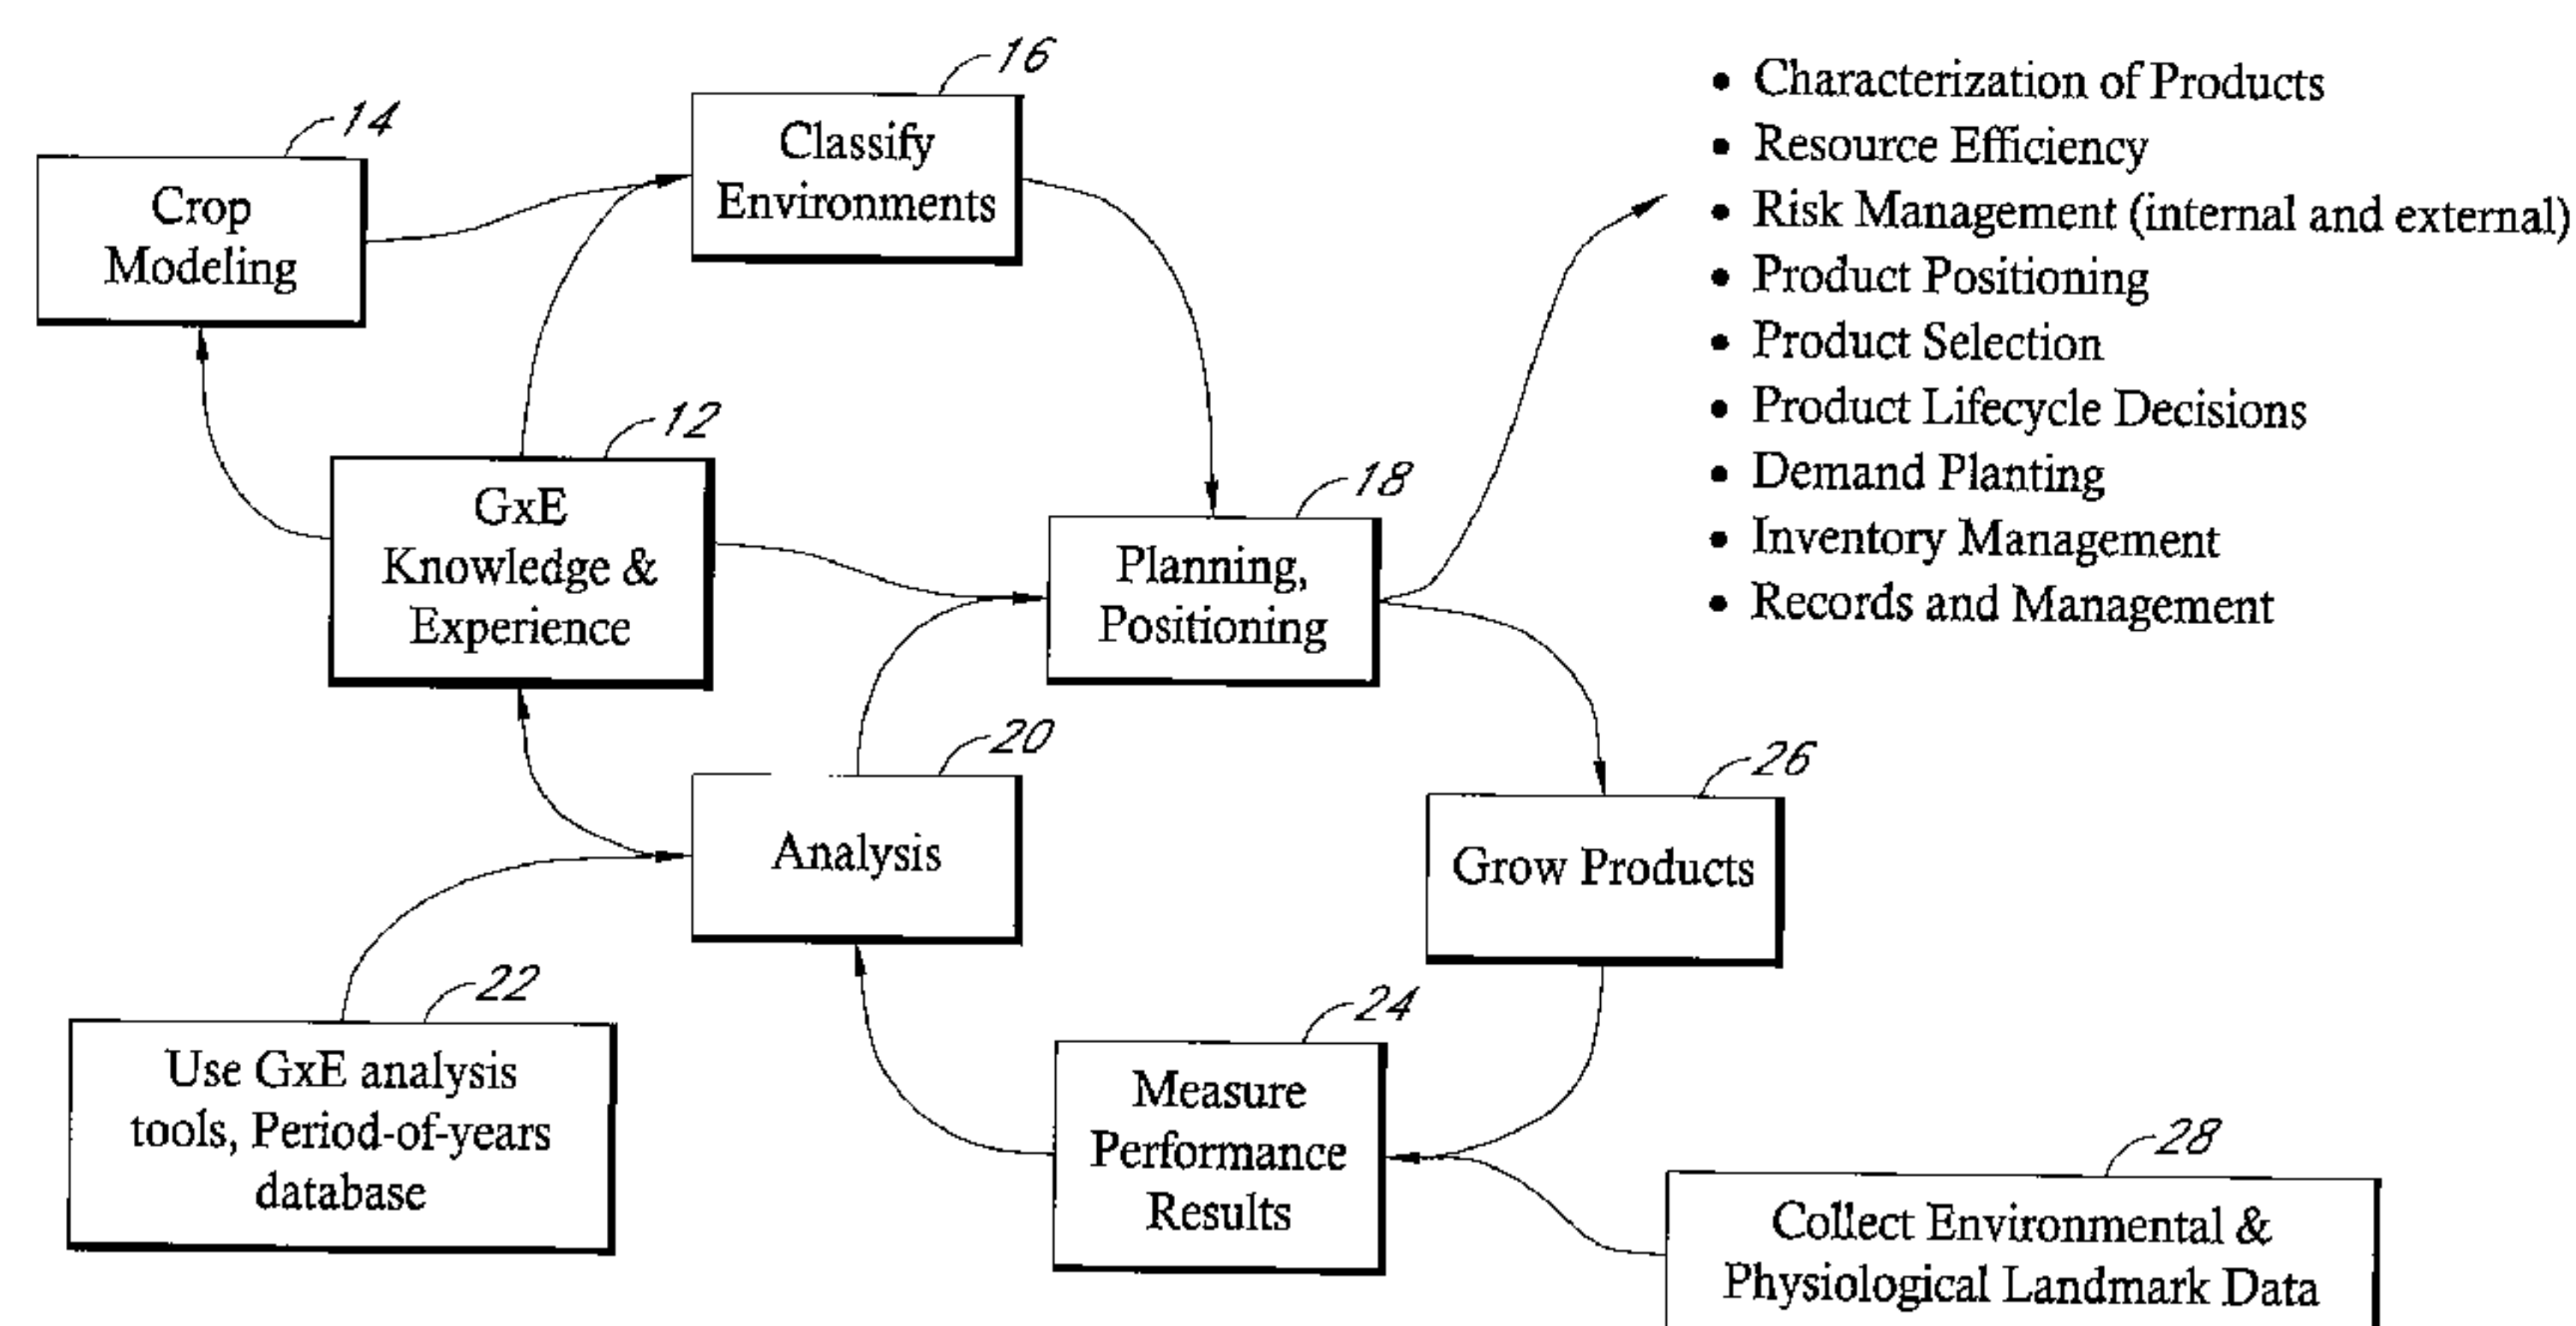 16
14
Classify
Environments
Crop
Modeling
• Characterization of Products
• Resource Efficiency
• Risk Management (internal and external)
• Product Positioning
• Product Selection
• Product Lifecycle Decisions
• Demand Planting
• Inventory Management
• Records and Management
12
GxE
Knowledge &
Experience
18
Planning,
Positioning
20
Analysis
26
Grow Products
22
Use GxE analysis
tools, Period-of-years
database
24
Measure
Performance
Results
28
Collect Environmental &
Physiological Landmark Data